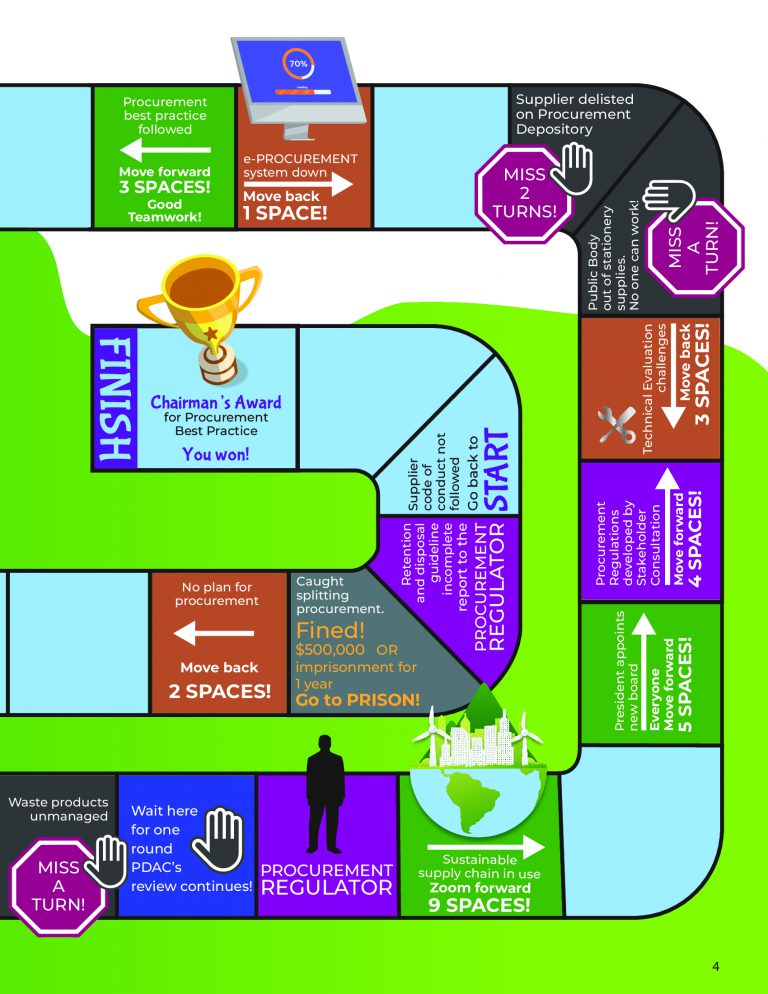 70%
Loading
Procurement
best practice
followed
Move forward
3 SPACES!
Good
Teamwork!
e-PROCUREMENT
system down
Move back
1 SPACE!
Supplier delisted
on Procurement
Depository
MISS
2
TURNS!
Public Body
out of stationery
supplies.
No one can work!
MISS
A
TURN!
Technical Evaluation
challenges
Move back
3 SPACES!
Procurement
Regulations
developed by
Stakeholder
Consultation
Move forward
4 SPACES!
President appoints
new board
Everyone
Move forward
5 SPACES!
FINISH
Chairman's Award
for Procurement
Best Practice
You won!
Supplier
code of
conduct not
followed
Go back to
START
Retention
and disposal
guideline
incomplete
report to the
PROCUREMENT
REGULATOR
No plan for
procurement
Move back
2 SPACES!
Caught
splitting
procurement.
Fined!
$500,000 OR
imprisonment for
1 year
Go to PRISON!
Waste products
unmanaged
MISS
A
TURN!
Wait here
for one
round
PDAC's
review continues!
PROCUREMENT
REGULATOR
Sustainable
supply chain in use
Zoom forward
9 SPACES!
4